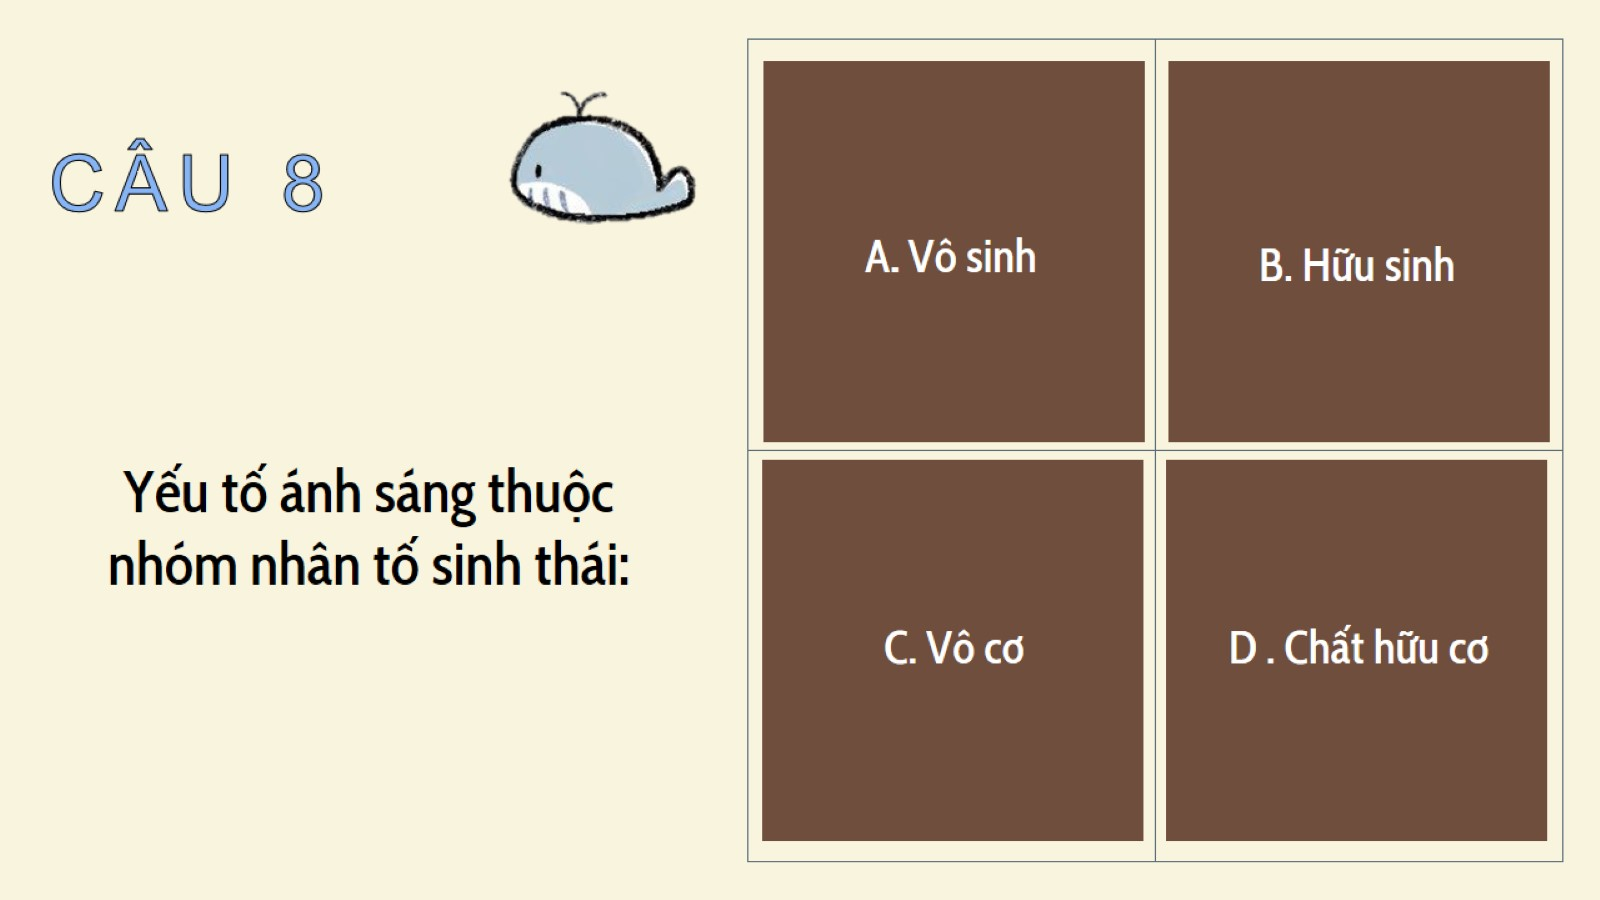 CÂU 8
Yếu tố ánh sáng thuộc
nhóm nhân tố sinh thái:
A. Vô sinh
B. Hữu sinh
C. Vô cơ
D . Chất hữu cơ